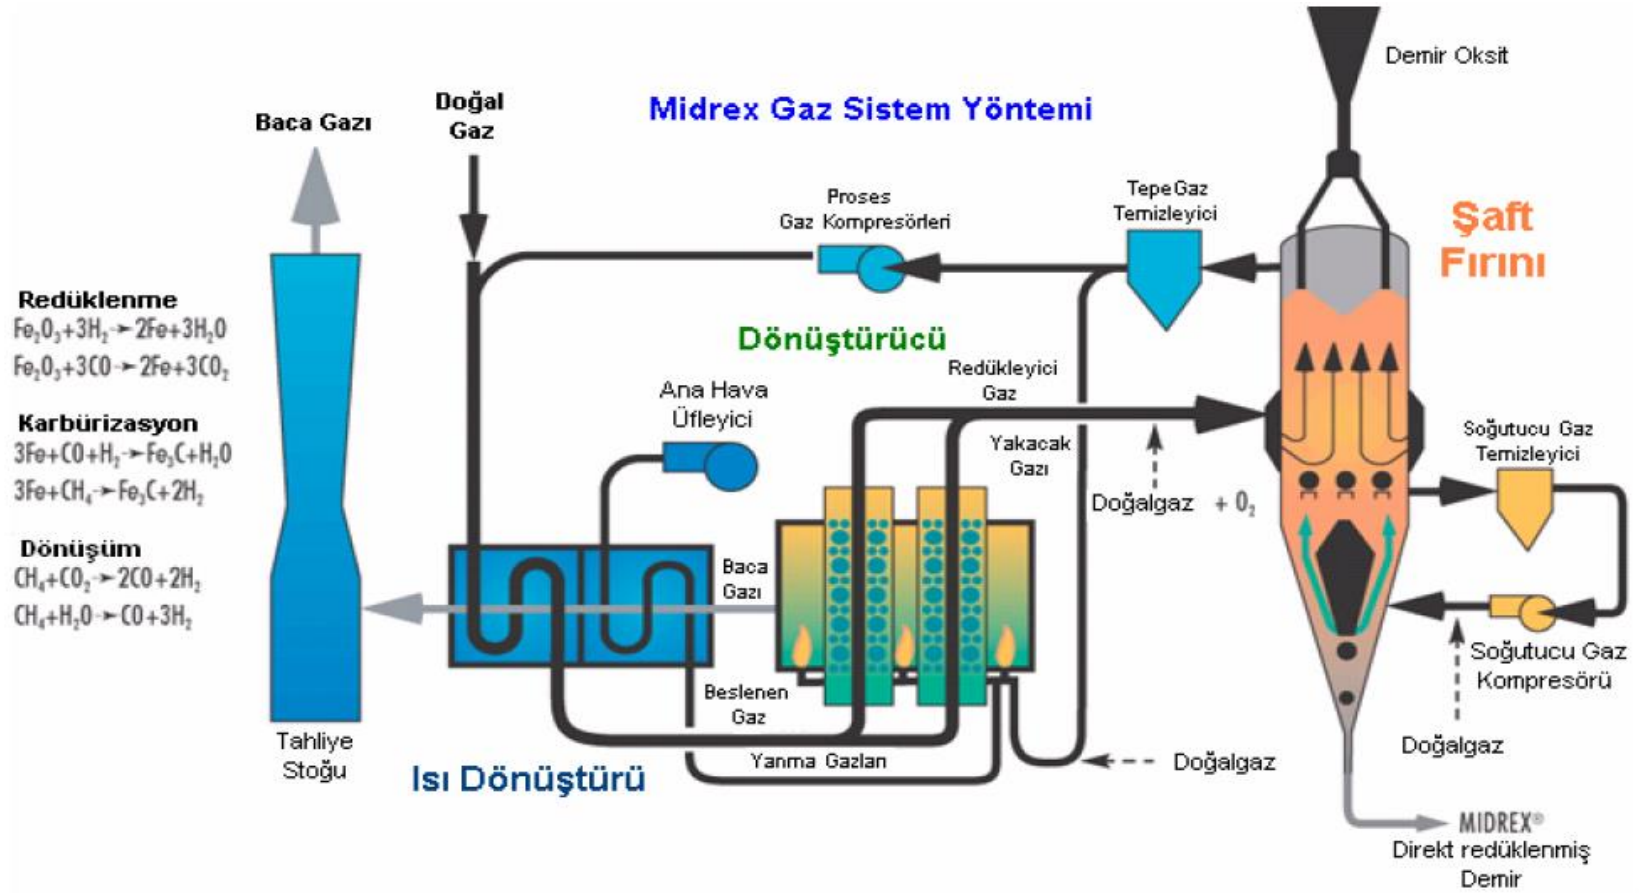 Midrex Gaz Sistem Yöntemi
Demir Oksit
Doğal
Gaz
Baca Gazı
Proses
Gaz Kompresörleri
Tepe Gaz
Temizleyici
Şaft
Fırını
Redüklenme
Fe₂O₃+3H₂→2Fe+3H₂O
Fe₂O₃+3CO→2Fe+3CO₂
Karbürizasyon
3Fe+CO+H₂→Fe₃C+H₂O
3Fe+CH₄→Fe₃C+2H₂
Dönüşüm
CH₄+CO₂→2CO+2H₂
CH₄+H₂O→CO+3H₂
Dönüştürücü
Redükleyici
Gaz
Ana Hava
Üfleyici
Yakacak
Gazı
Doğalgaz + O₂
Soğutucu Gaz
Temizleyici
Baca
Gazı
Soğutucu Gaz
Kompresörü
Beslenen
Gaz
Tahliye
Stoğu
Isı Dönüştürü
Yanma Gazları
Doğalgaz
Doğalgaz
MIDREX®
Direkt redüklenmiş
Demir